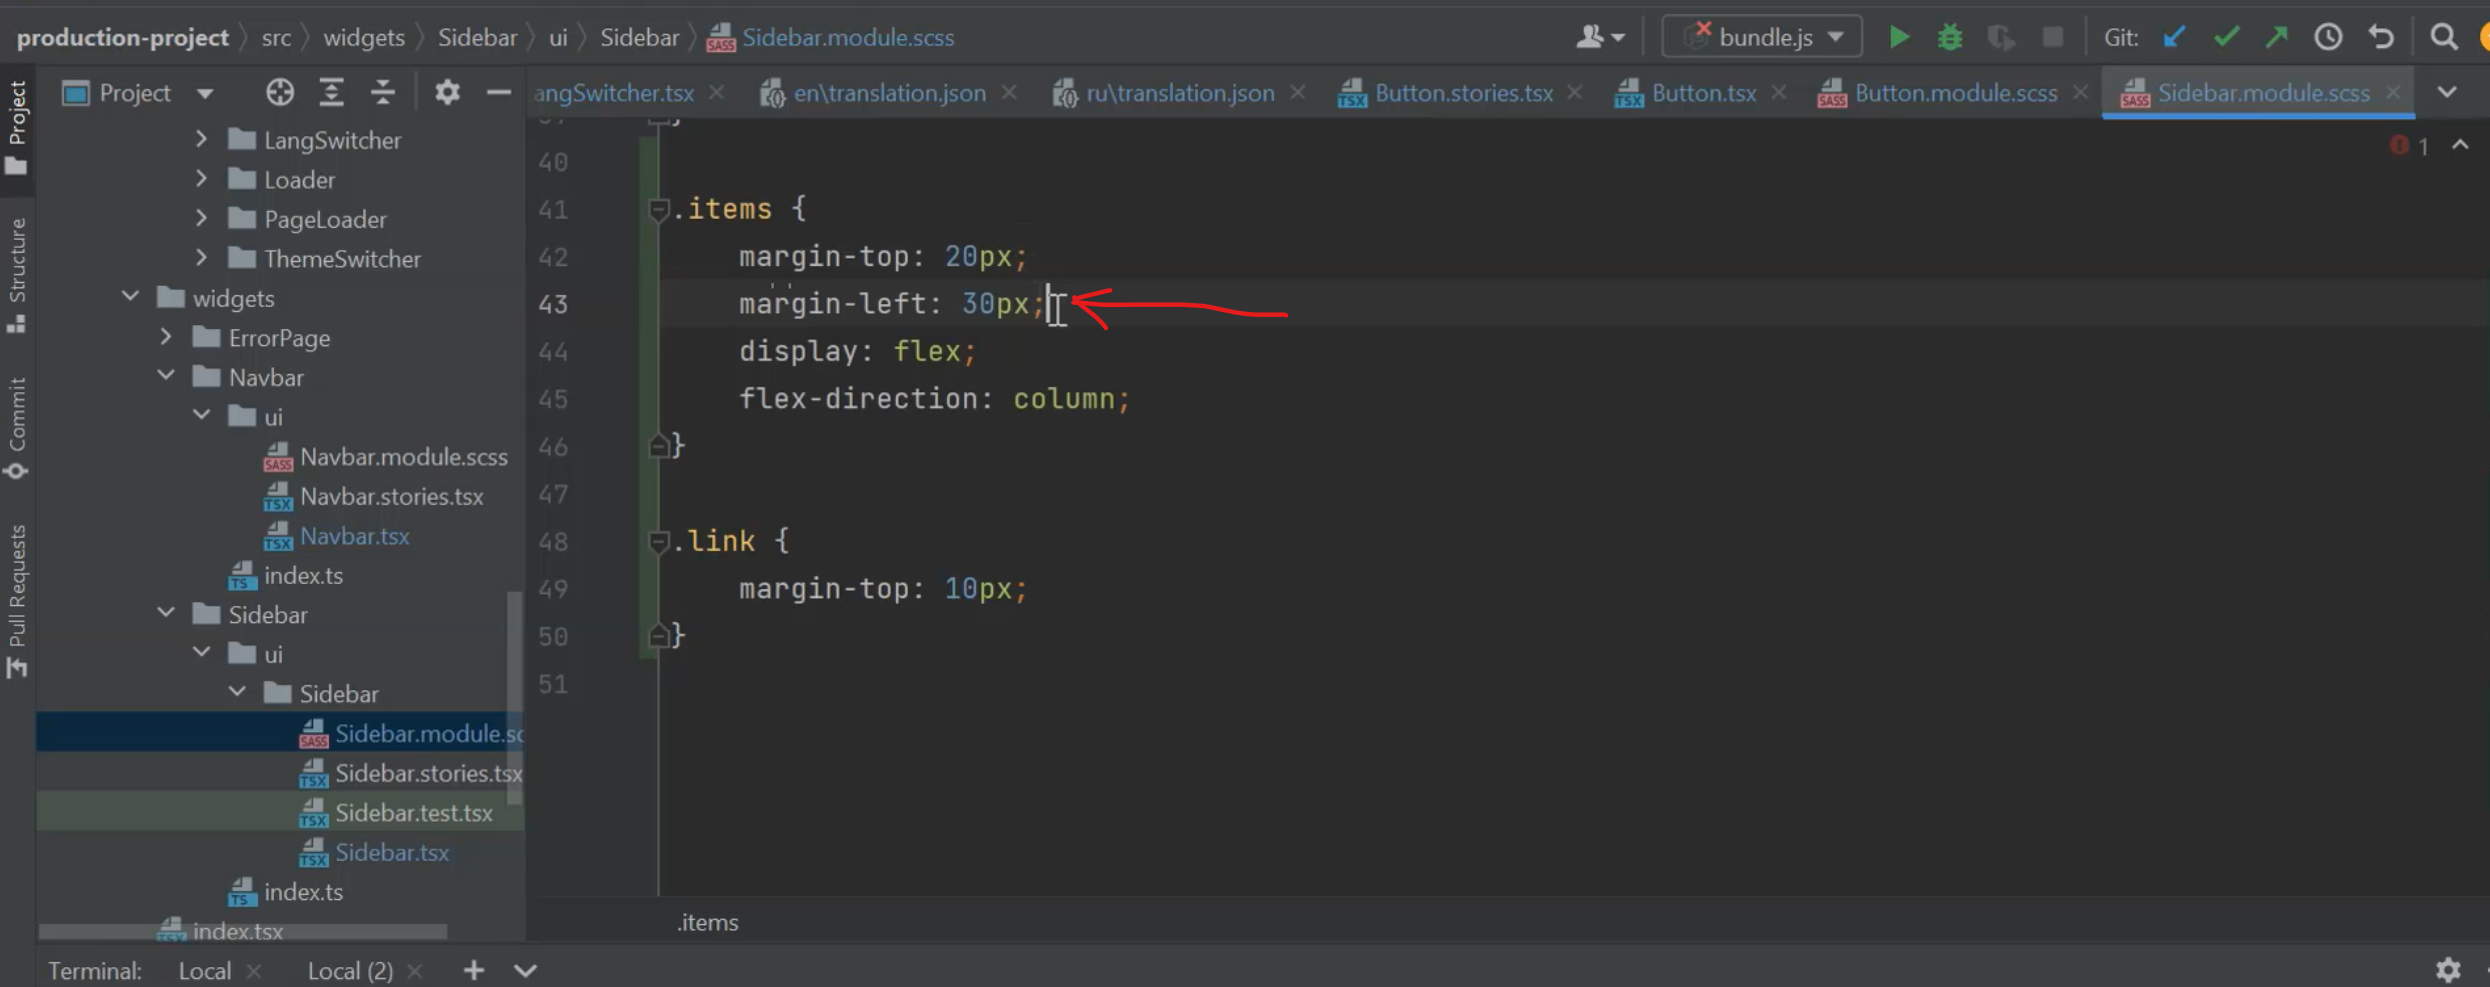 production-project src widgets Sidebar ui Sidebar Sidebar.module.scss bundle.js Git:
Project angSwitcher.tsx en\translation.json ru\translation.json Button.stories.tsx Button.tsx Button.module.scss Sidebar.module.scss
Project
Structure
Commit
Pull Requests
LangSwitcher
Loader
PageLoader
ThemeSwitcher
widgets
ErrorPage
Navbar
ui
Navbar.module.scss
Navbar.stories.tsx
Navbar.tsx
index.ts
Sidebar
ui
Sidebar
Sidebar.module.sc
Sidebar.stories.tsx
Sidebar.test.tsx
Sidebar.tsx
index.ts
index.tsx
1
40
41 .items {
42 margin-top: 20px;
43 margin-left: 30px;
44 display: flex;
45 flex-direction: column;
46 }
47
48 .link {
49 margin-top: 10px;
50 }
51
.items
Terminal: Local Local (2)